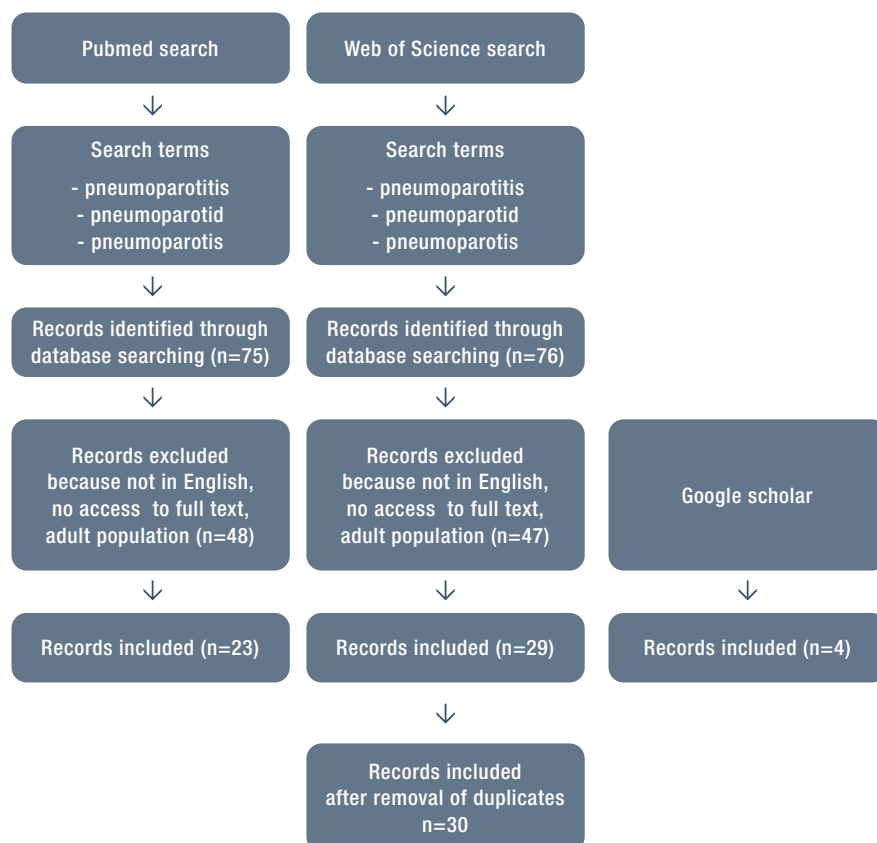 Pubmed search
Web of Science search
Search terms
- pneumoparotitis
- pneumoparotid
- pneumoparotis
Search terms
- pneumoparotitis
- pneumoparotid
- pneumoparotis
Records identified through
database searching (n=75)
Records identified through
database searching (n=76)
Records excluded
because not in English,
no access to full text,
adult population (n=48)
Records excluded
because not in English,
no access to full text,
adult population (n=47)
Google scholar
Records included (n=23)
Records included (n=29)
Records included (n=4)
Records included
after removal of duplicates
n=30